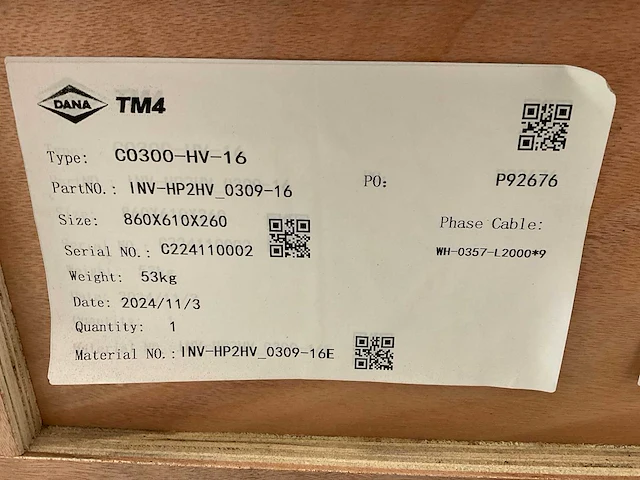 DANA TM4
Type: CO300-HV-16
PartNO.: INV-HP2HV_0309-16
PO: P92676
Size: 860X610X260
Phase Cable:
Serial NO.: C224110002
WH-0357-L2000*9
Weight: 53kg
Date: 2024/11/3
Quantity: 1
Material NO.: INV-HP2HV_0309-16E